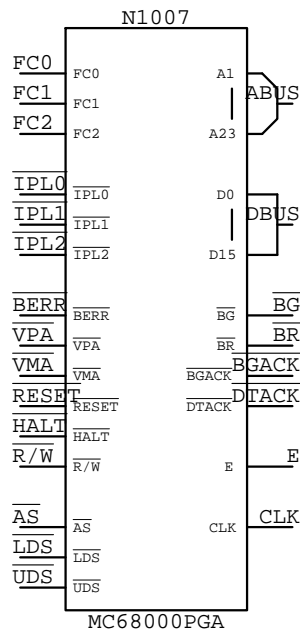 N1007
FC0 FC0 A1
FC1 FC1 ABUS
FC2 FC2 A23
IPL0 IPL0 D0
IPL1 IPL1 DBUS
IPL2 IPL2 D15
BERR BERR BG BG
VPA VPA BR BR
VMA VMA BGACK BGACK
RESET RESET DTACK DTACK
HALT HALT
R/W R/W E E
AS AS CLK CLK
LDS LDS
UDS UDS
MC68000PGA